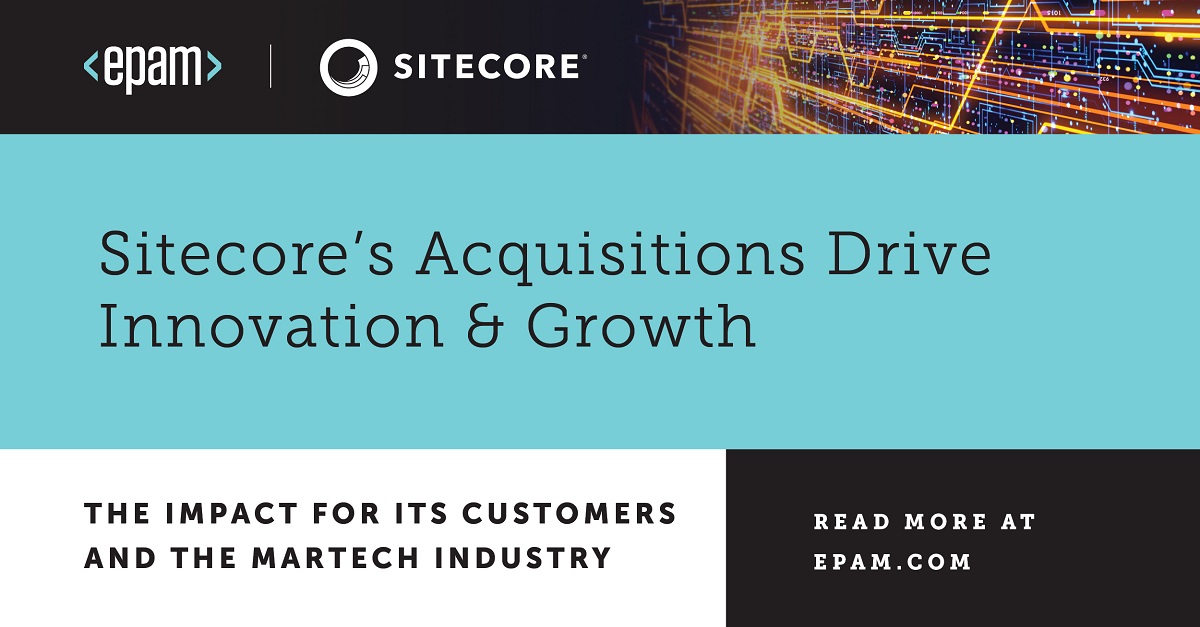 <epam>
SITECORE®
Sitecore’s Acquisitions Drive
Innovation & Growth
THE IMPACT FOR ITS CUSTOMERS
AND THE MARTECH INDUSTRY
READ MORE AT
EPAM.COM